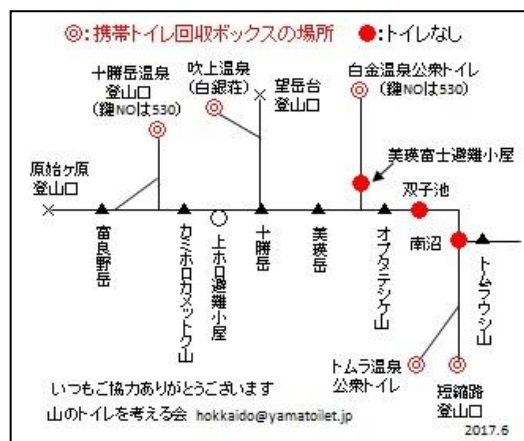 ◎:携帯トイレ回収ボックスの場所 ●:トイレなし
十勝岳温泉
登山口
(鍵NOは530)
吹上温泉
(白銀荘)
望岳台
登山口
白金温泉公衆トイレ
(鍵NOは530)
美瑛富士避難小屋
原始ヶ原
登山口
双子池
南沼
富良野岳
カミホロカメットク山
上ホロ避難小屋
十勝岳
美瑛岳
オプタテシケ山
トムラウシ山
トムラ温泉
公衆トイレ
短縮路
登山口
いつもご協力ありがとうございます
山のトイレを考える会 hokkaido@yamatoilet.jp
2017.6